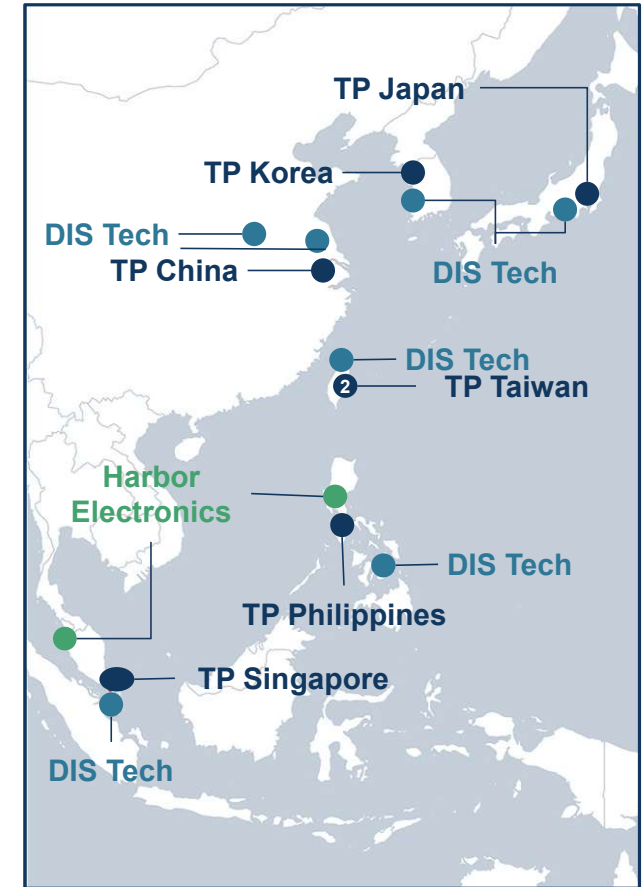 TP Japan
TP Korea
DIS Tech
TP China
DIS Tech
DIS Tech
2
TP Taiwan
Harbor
Electronics
DIS Tech
TP Philippines
TP Singapore
DIS Tech